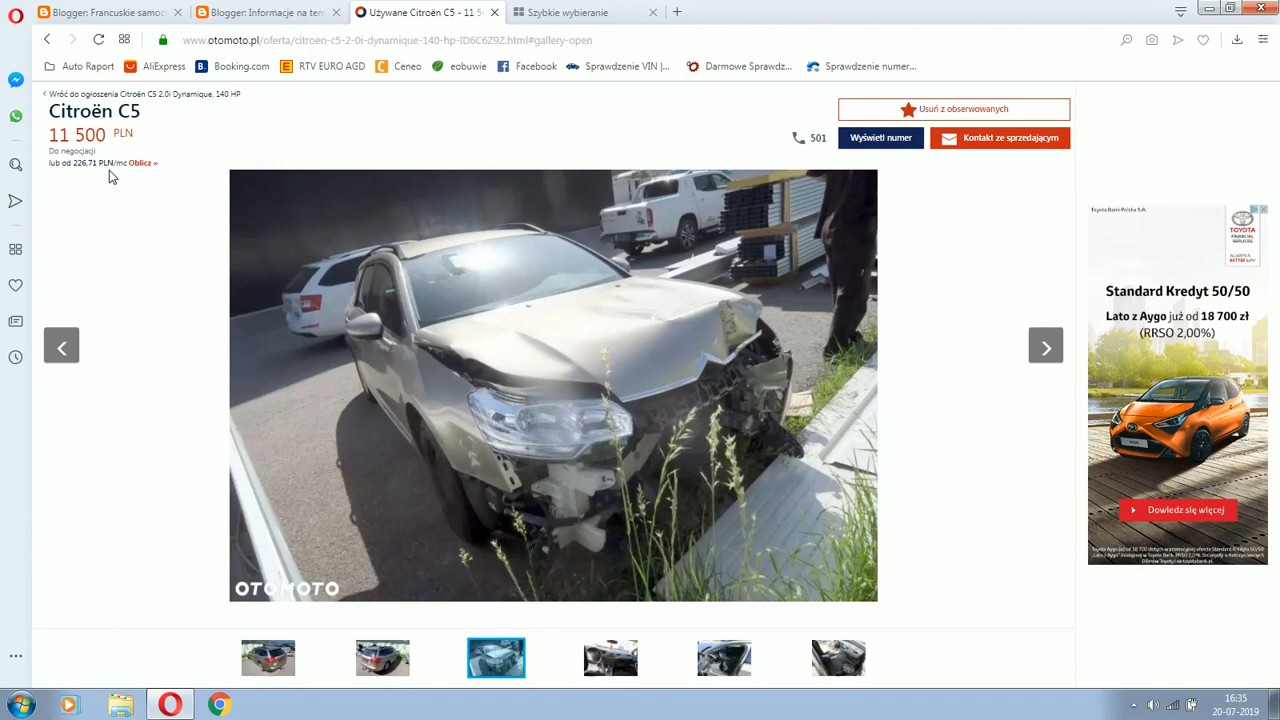 Blogger: Francuskie samoch
Blogger: Informacje na tem
Używane Citroën C5 - 11 5
Szybkie wybieranie
www.otomoto.pl/oferta/citroen-c5-2-0i-dynamique-140-hp-ID6C6Z9Z.html#gallery-open
Auto Raport
AliExpress
Booking.com
RTV EURO AGD
Ceneo
eobuwie
Facebook
Sprawdzenie VIN |...
Darmowe Sprawdz...
Sprawdzenie numer...
Wróć do ogłoszenia Citroën C5 2.0i Dynamique, 140 HP
Citroën C5
11 500 PLN
Do negocjacji
lub od 226,71 PLN/mc Oblicz »
Usuń z obserwowanych
501
Wyświetl numer
Kontakt ze sprzedającym
OTOMOTO
Toyota Bank Polska S.A.
TOYOTA
FINANCIAL
SERVICES
Standard Kredyt 50/50
Lato z Aygo już od 18 700 zł
(RRSO 2,00%)
Dowiedz się więcej
16:35
20-07-2019